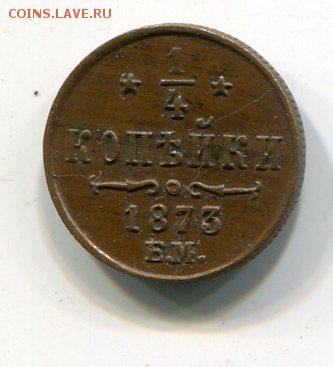 COINS.LAVE.RU
★ 1/4 ★
КОПѢЙКИ
1873
Е.М.